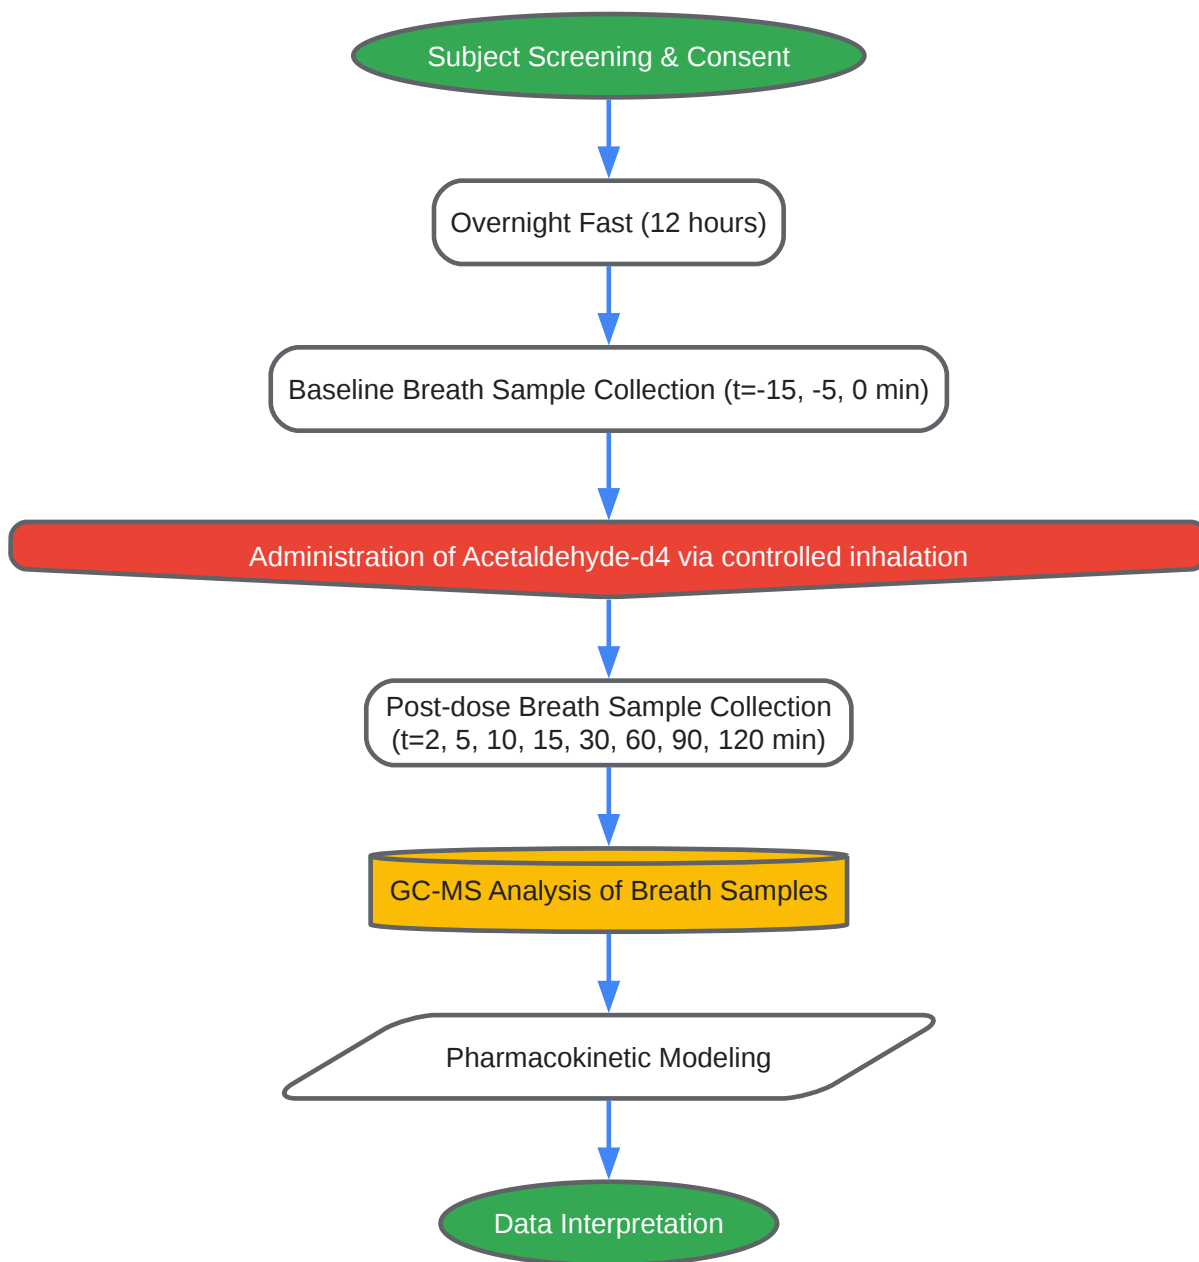 Subject Screening & Consent
Overnight Fast (12 hours)
Baseline Breath Sample Collection (t=-15, -5, 0 min)
Administration of Acetaldehyde-d4 via controlled inhalation
Post-dose Breath Sample Collection
(t=2, 5, 10, 15, 30, 60, 90, 120 min)
GC-MS Analysis of Breath Samples
Pharmacokinetic Modeling
Data Interpretation